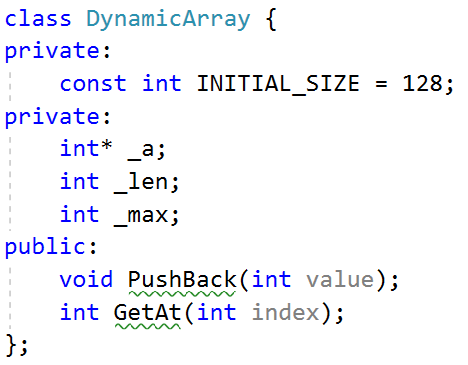 class DynamicArray {
private:
    const int INITIAL_SIZE = 128;
private:
    int* _a;
    int _len;
    int _max;
public:
    void PushBack(int value);
    int GetAt(int index);
};